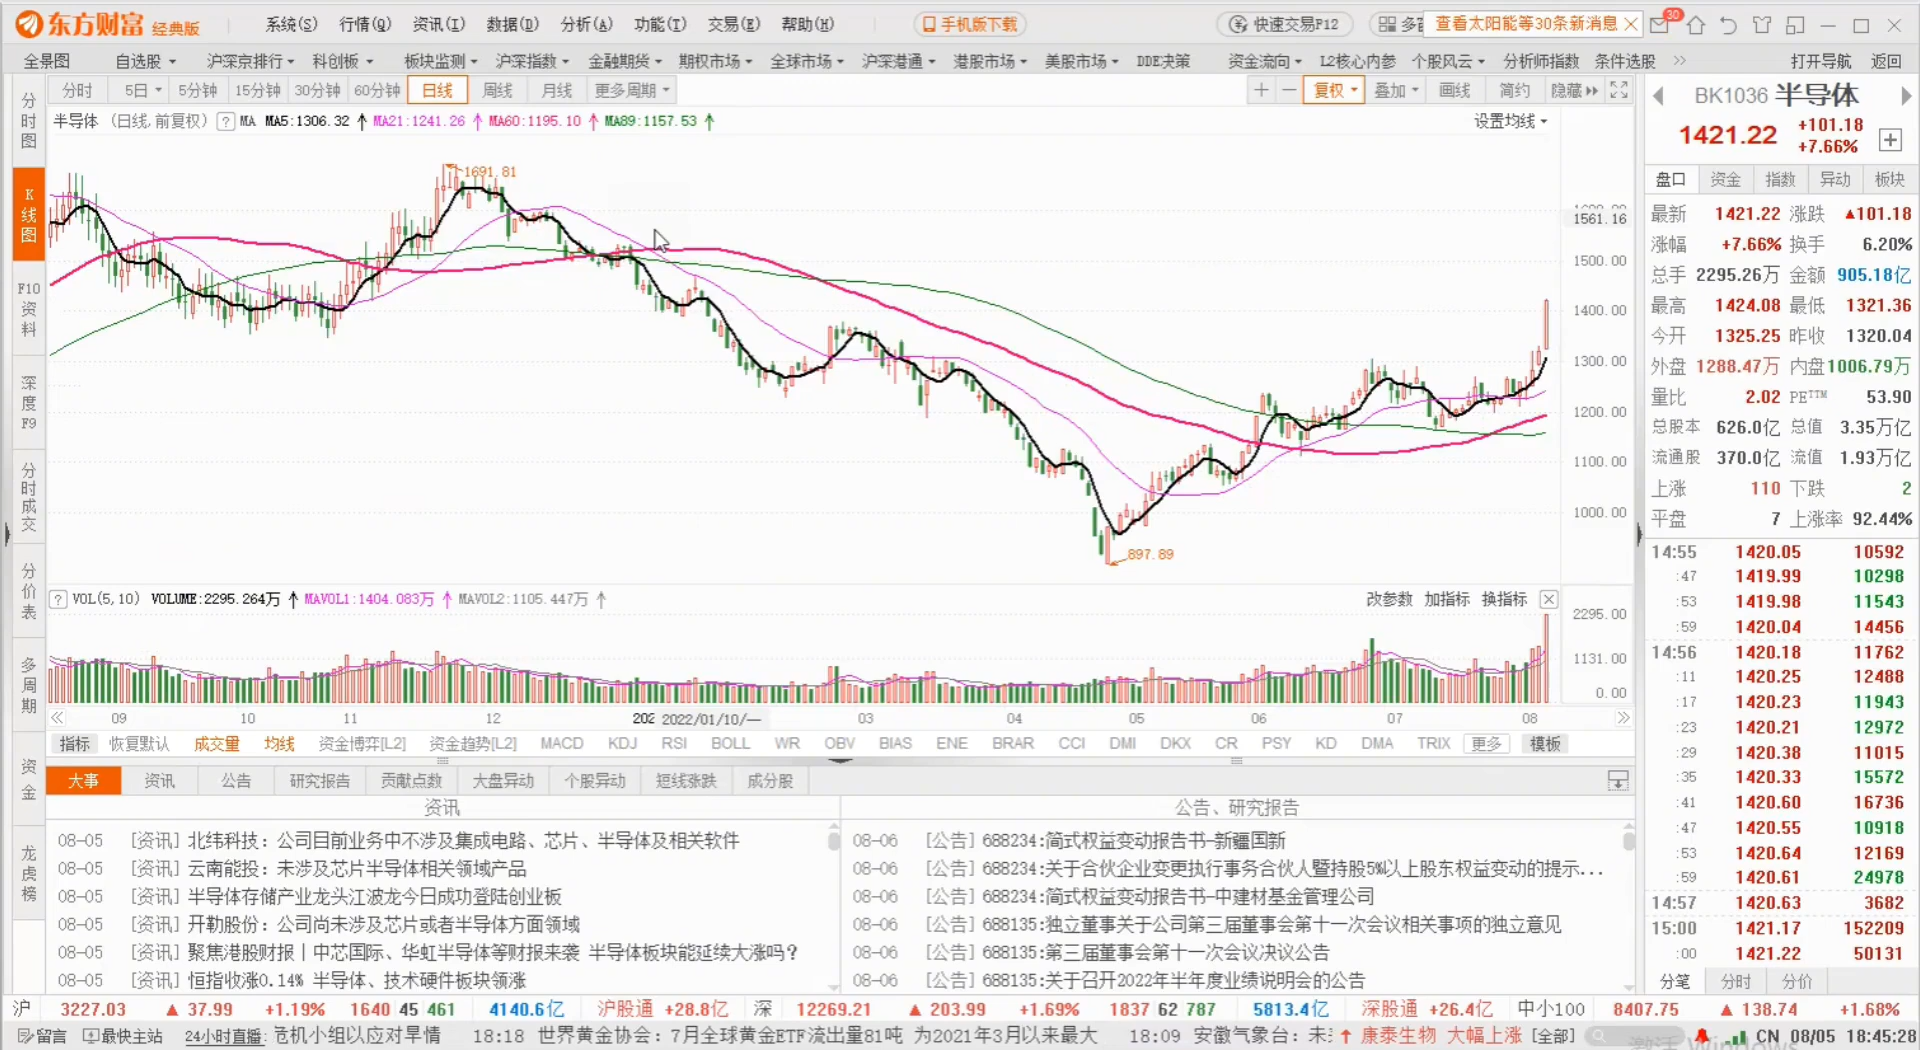 东方财富 经典版 系统(S) 行情(Q) 资讯(I) 数据(D) 分析(A) 功能(T) 交易(E) 帮助(H) 手机版下载 快速交易F12 查看太阳能等30条新消息 30
全景图 自选股 沪深京排行 科创板 板块监测 沪深指数 金融期货 期权市场 全球市场 沪深港通 港股市场 美股市场 DDE决策 资金流向 L2核心内参 个股风云 分析师指数 条件选股 打开导航 返回
分时 5日 5分钟 15分钟 30分钟 60分钟 日线 周线 月线 更多周期 复权 叠加 画线 简约 隐藏
半导体 (日线,前复权) ? MA MA5:1306.32 MA21:1241.26 MA60:1195.10 MA89:1157.53 设置均线
分时图
K线图
F10资料
深度F9
分时成交
分价表
多周期
资金
龙虎榜
1691.81
897.89
1561.16
1500.00
1400.00
1300.00
1200.00
1100.00
1000.00
? VOL(5,10) VOLUME:2295.264万 MAVOL1:1404.083万 MAVOL2:1105.447万 改参数 加指标 换指标
2295.00
1131.00
0.00
09 10 11 12 202 2022/01/10/一 03 04 05 06 07 08
指标 恢复默认 成交量 均线 资金博弈[L2] 资金趋势[L2] MACD KDJ RSI BOLL WR OBV BIAS ENE BRAR CCI DMI DKX CR PSY KD DMA TRIX 更多 模板
大事 资讯 公告 研究报告 贡献点数 大盘异动 个股异动 短线涨跌 成分股
资讯
08-05 [资讯] 北纬科技：公司目前业务中不涉及集成电路、芯片、半导体及相关软件
08-05 [资讯] 云南能投：未涉及芯片半导体相关领域产品
08-05 [资讯] 半导体存储产业龙头江波龙今日成功登陆创业板
08-05 [资讯] 开勒股份：公司尚未涉及芯片或者半导体方面领域
08-05 [资讯] 聚焦港股财报丨中芯国际、华虹半导体等财报来袭 半导体板块能延续大涨吗？
08-05 [资讯] 恒指收涨0.14% 半导体、技术硬件板块领涨
公告、研究报告
08-06 [公告] 688234:简式权益变动报告书-新疆国新
08-06 [公告] 688234:关于合伙企业变更执行事务合伙人暨持股5%以上股东权益变动的提示...
08-06 [公告] 688234:简式权益变动报告书-中建材基金管理公司
08-06 [公告] 688135:独立董事关于公司第三届董事会第十一次会议相关事项的独立意见
08-06 [公告] 688135:第三届董事会第十一次会议决议公告
08-06 [公告] 688135:关于召开2022年半年度业绩说明会的公告
BK1036 半导体
1421.22 +101.18
+7.66%
盘口 资金 指数 异动 板块
最新 1421.22 涨跌 ▲101.18
涨幅 +7.66% 换手 6.20%
总手 2295.26万 金额 905.18亿
最高 1424.08 最低 1321.36
今开 1325.25 昨收 1320.04
外盘 1288.47万 内盘 1006.79万
量比 2.02 PE™ 53.90
总股本 626.0亿 总值 3.35万亿
流通股 370.0亿 流值 1.93万亿
上涨 110 下跌 2
平盘 7 上涨率 92.44%
14:55 1420.05 10592
:47 1419.99 10298
:53 1419.98 11543
:59 1420.04 14456
14:56 1420.18 11762
:11 1420.25 12488
:17 1420.23 11943
:23 1420.21 12972
:29 1420.38 11015
:35 1420.33 15572
:41 1420.60 16736
:47 1420.55 10918
:53 1420.64 12169
:59 1420.61 24978
14:57 1420.63 3682
15:00 1421.17 152209
:00 1421.22 50131
分笔 分时 分价
沪 3227.03 ▲ 37.99 +1.19% 1640 45 461 4140.6亿 沪股通 +28.8亿 深 12269.21 ▲ 203.99 +1.69% 1837 62 787 5813.4亿 深股通 +26.4亿 中小100 8407.75 ▲ 138.74 +1.68%
留言 最快主站 24小时直播: 危机小组以应对旱情 18:18 世界黄金协会：7月全球黄金ETF流出量81吨 为2021年3月以来最大 18:09 安徽气象台： 康泰生物 大幅上涨 [全部] CN 08/05 18:45:28